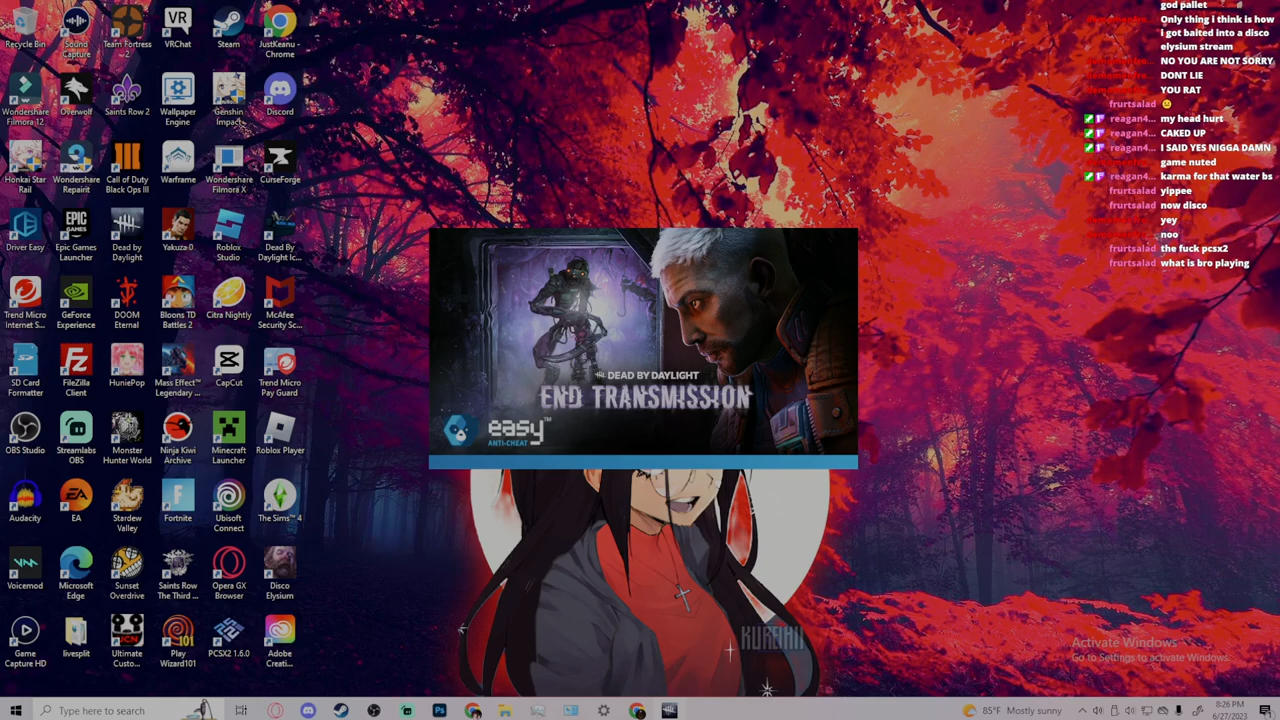 Recycle Bin
Sound Capture
Team Fortress 2
VRChat
Steam
JustKeanu - Chrome
Wondershare Filmora 12
Overwolf
Saints Row 2
Wallpaper Engine
Genshin Impact
Discord
Honkai Star Rail
Wondershare Repairit
Call of Duty Black Ops III
Warframe
Wondershare Filmora X
CurseForge
Driver Easy
Epic Games Launcher
Dead by Daylight
Yakuza 0
Roblox Studio
Dead By Daylight Ic...
Trend Micro Internet S...
GeForce Experience
DOOM Eternal
Bloons TD Battles 2
Citra Nightly
McAfee Security Sc...
SD Card Formatter
FileZilla Client
HuniePop
Mass Effect™ Legendary ...
CapCut
Trend Micro Pay Guard
OBS Studio
Streamlabs OBS
Monster Hunter World
Ninja Kiwi Archive
Minecraft Launcher
Roblox Player
Audacity
EA
Stardew Valley
Fortnite
Ubisoft Connect
The Sims™ 4
Voicemod
Microsoft Edge
Sunset Overdrive
Saints Row The Third ...
Opera GX Browser
Disco Elysium
Game Capture HD
livesplit
Ultimate Custo...
Play Wizard101
PCSX2 1.6.0
Adobe Creati...
DEAD BY DAYLIGHT
END TRANSMISSION
easy™
ANTI-CHEAT
god pallet
Only thing i think is how
I got baited into a disco
elysium stream
NO YOU ARE NOT SORRY
DONT LIE
YOU RAT
frurtsalad
reagan4... my head hurt
reagan4... CAKED UP
reagan4... I SAID YES NIGGA DAMN
game nuted
reagan4... karma for that water bs
frurtsalad yippee
frurtsalad now disco
yey
noo
frurtsalad the fuck pcsx2
frurtsalad what is bro playing
Activate Windows
Go to Settings to activate Windows.
Type here to search
85°F Mostly sunny
8:26 PM
6/27/2023